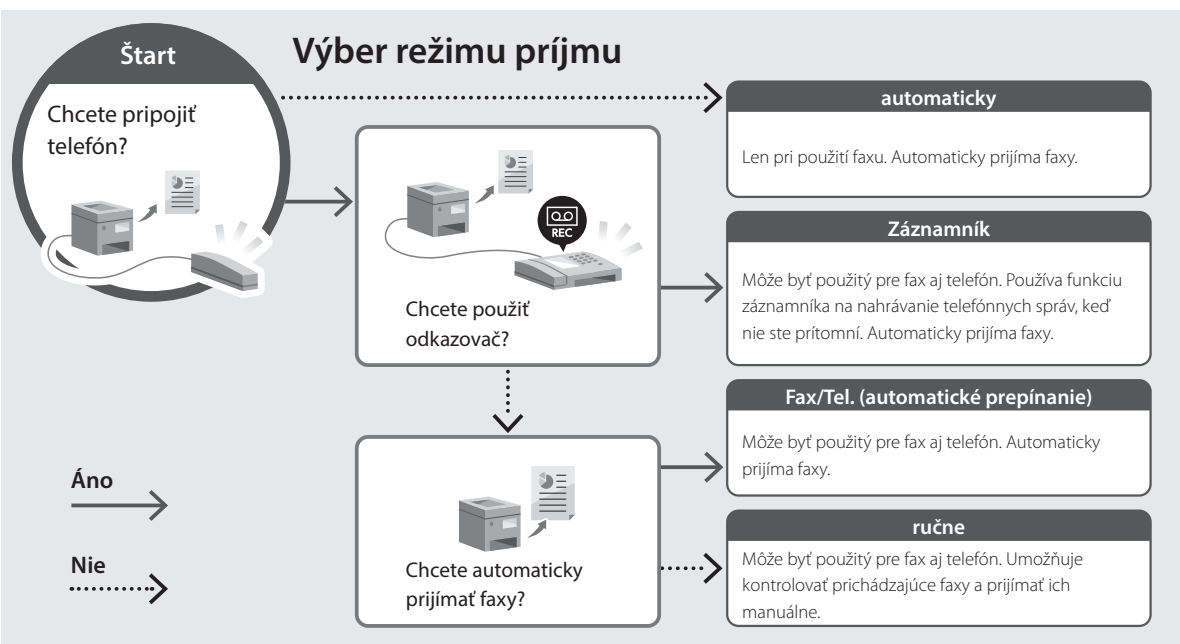 Štart
Výber režimu príjmu
Chcete pripojiť
telefón?
automaticky
Len pri použití faxu. Automaticky prijíma faxy.
REC
Chcete použiť
odkazovač?
Záznamník
Môže byť použitý pre fax aj telefón. Používa funkciu
záznamníka na nahrávanie telefónnych správ, keď
nie ste prítomní. Automaticky prijíma faxy.
Fax/Tel. (automatické prepínanie)
Môže byť použitý pre fax aj telefón. Automaticky
prijíma faxy.
Chcete automaticky
prijímať faxy?
ručne
Môže byť použitý pre fax aj telefón. Umožňuje
kontrolovať prichádzajúce faxy a prijímať ich
manuálne.
Áno
Nie